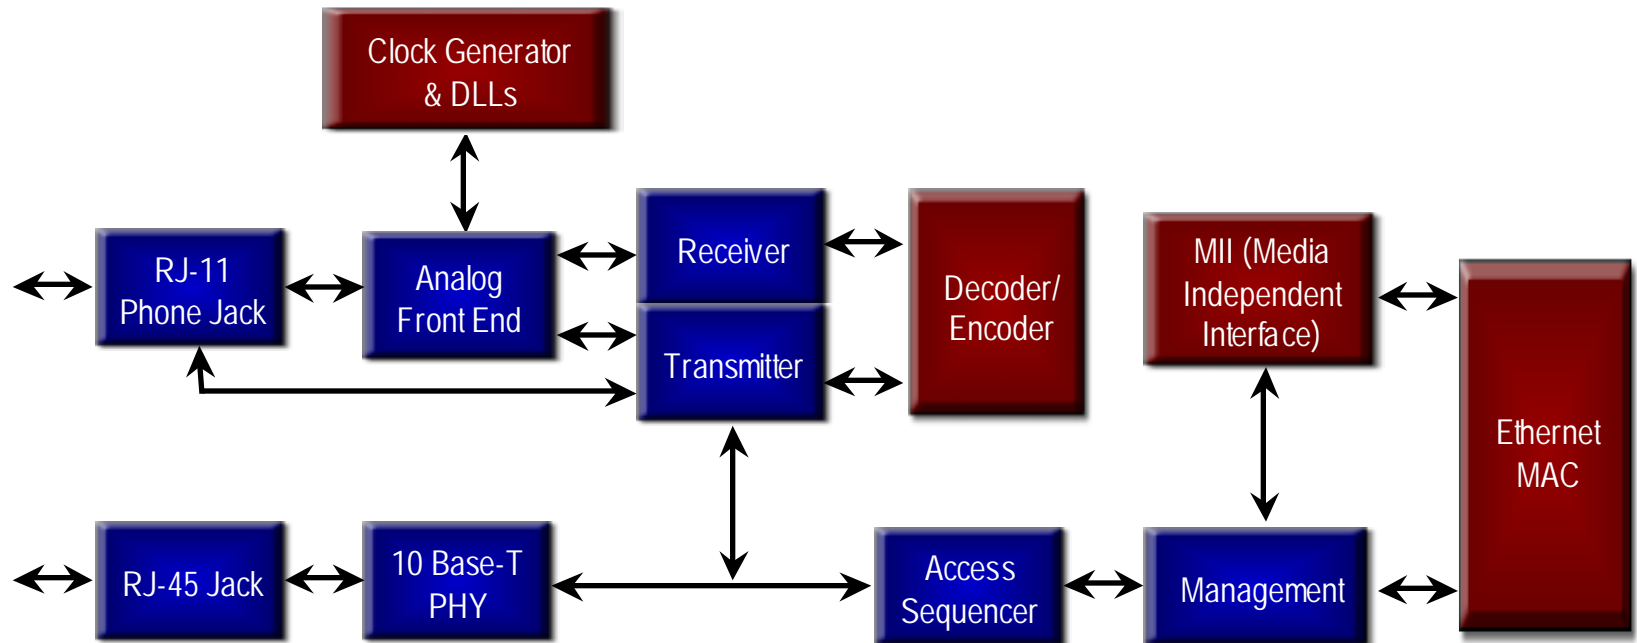 Clock Generator
& DLLs
RJ-11
Phone Jack
Analog
Front End
Receiver
Transmitter
Decoder/
Encoder
MII (Media
Independent
Interface)
Ethernet
MAC
RJ-45 Jack
10 Base-T
PHY
Access
Sequencer
Management